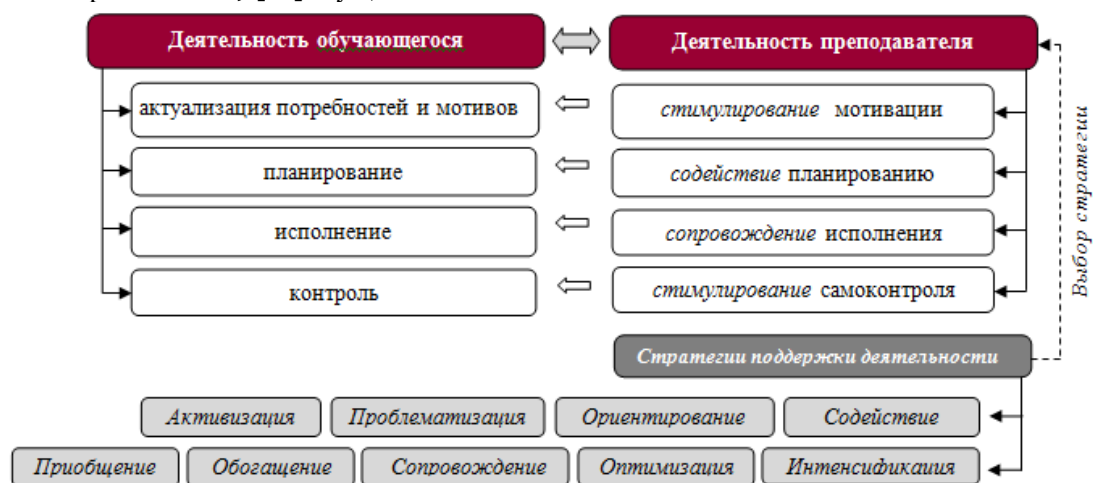 Деятельность обучающегося
Деятельность преподавателя
актуализация потребностей и мотивов
стимулирование мотивации
планирование
содействие планированию
исполнение
сопровождение исполнения
контроль
стимулирование самоконтроля
Выбор стратегии
Стратегии поддержки деятельности
Активизация
Проблематизация
Ориентирование
Содействие
Приобщение
Обогащение
Сопровождение
Оптимизация
Интенсификация